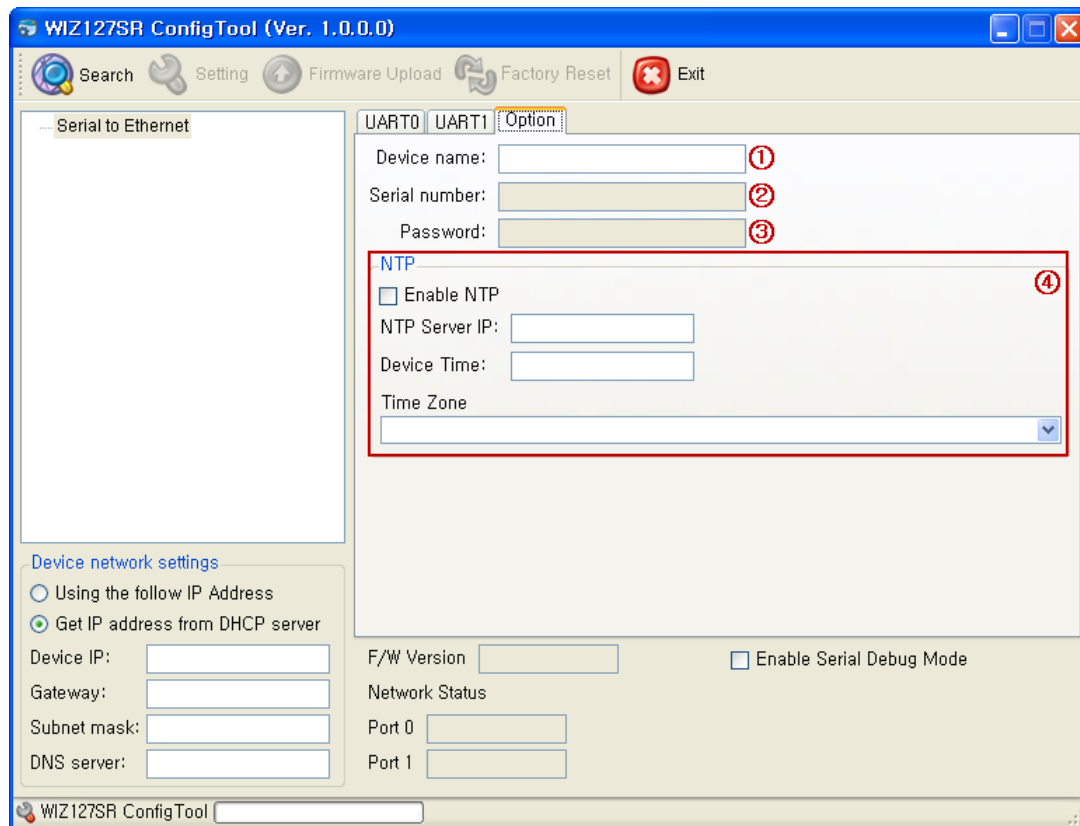 WIZ127SR ConfigTool (Ver. 1.0.0.0)
Search Setting Firmware Upload Factory Reset Exit
Serial to Ethernet
UART0 UART1 Option
Device name: ①
Serial number: ②
Password: ③
NTP
④
Enable NTP
NTP Server IP:
Device Time:
Time Zone
Device network settings
Using the follow IP Address
Get IP address from DHCP server
Device IP:
Gateway:
Subnet mask:
DNS server:
F/W Version
Enable Serial Debug Mode
Network Status
Port 0
Port 1
WIZ127SR ConfigTool